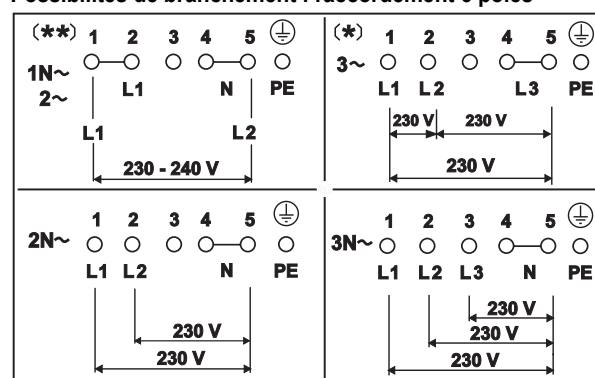 Possibilités de branchement : raccordement 5 pôles
(**) 1 2 3 4 5
1N~
2~
L1 N PE
L1 L2
230 - 240 V
(*) 1 2 3 4 5
3~
L1 L2 L3 PE
230 V 230 V
230 V
1 2 3 4 5
2N~
L1 L2 N PE
230 V
230 V
1 2 3 4 5
3N~
L1 L2 L3 N PE
230 V
230 V
230 V